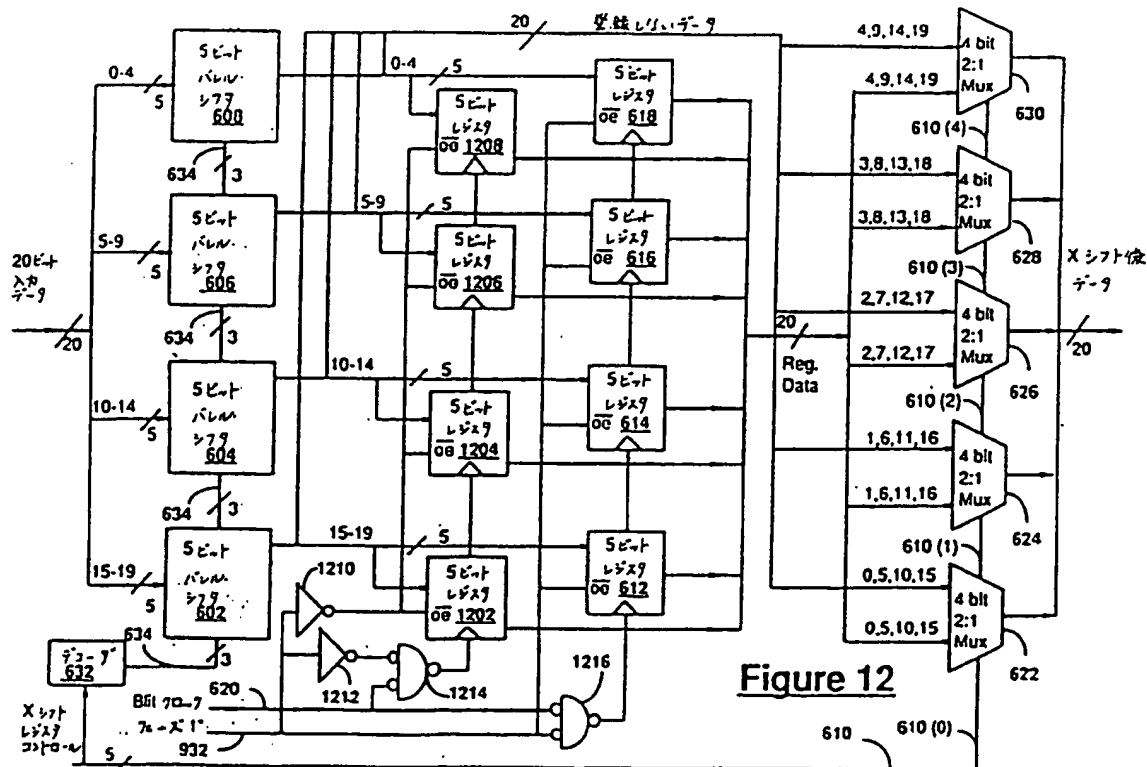 20
登録しないデータ
5ビット
バレル・
シフタ
608
0-4
5
634
3
5ビット
バレル・
シフタ
606
5-9
5
20ビット
入力
データ
20
634
3
5ビット
バレル・
シフタ
604
10-14
5
634
3
5ビット
バレル・
シフタ
602
15-19
5
634
3
デコーダ
632
Xシフト
レジスタ
コントロール
5
0-4
5
5ビット
レジスタ
oe 618
5ビット
レジスタ
oe 1208
5-9
5
5ビット
レジスタ
oe 616
5ビット
レジスタ
oe 1206
10-14
5
5ビット
レジスタ
oe 614
5ビット
レジスタ
oe 1204
15-19
5
5ビット
レジスタ
oe 612
5ビット
レジスタ
oe 1202
1210
1212
1214
1216
Bbit クロック
620
フェーズ 1
932
20
Reg.
Data
4,9,14,19
4,9,14,19
4 bit
2:1
Mux
630
610 (4)
3,8,13,18
3,8,13,18
4 bit
2:1
Mux
628
610 (3)
2,7,12,17
2,7,12,17
4 bit
2:1
Mux
626
610 (2)
1,6,11,16
1,6,11,16
4 bit
2:1
Mux
624
610 (1)
0,5,10,15
0,5,10,15
4 bit
2:1
Mux
622
610 (0)
610
Xシフト後
データ
20
Figure 12